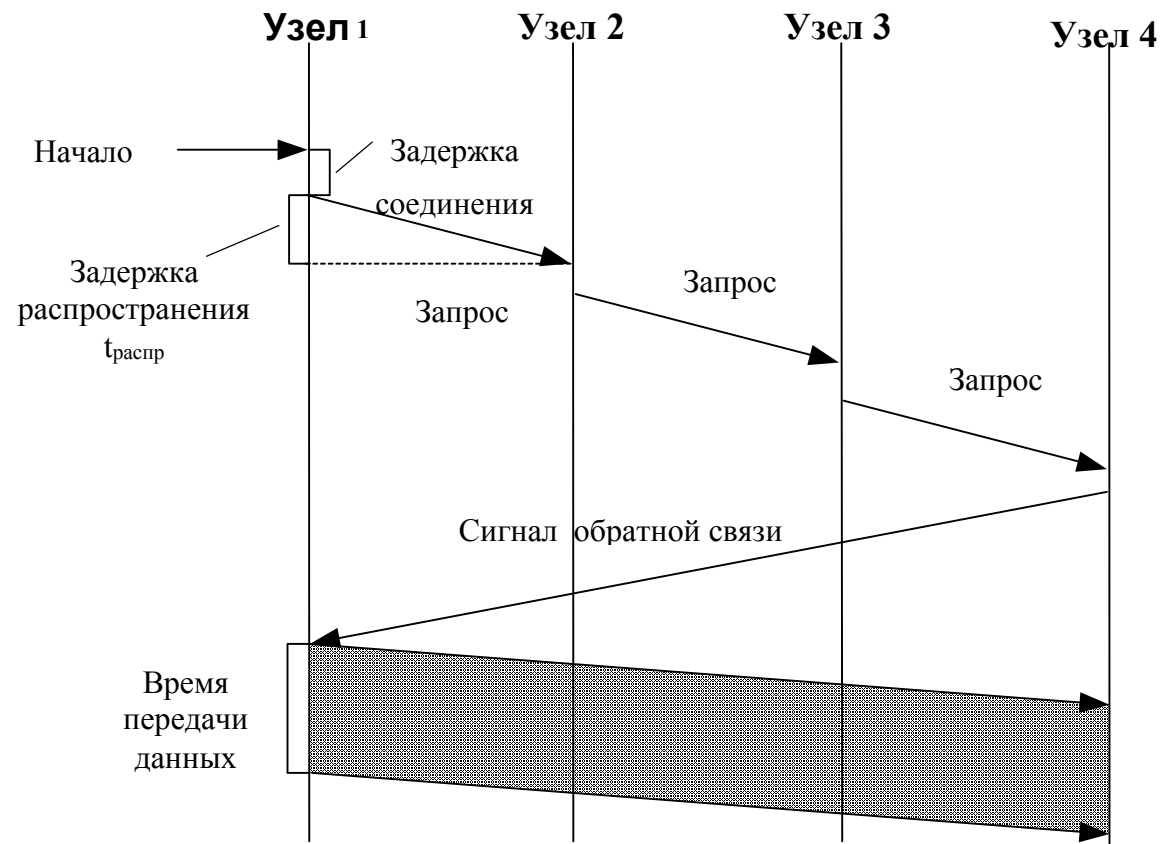 Узел 1
Узел 2
Узел 3
Узел 4
Начало
Задержка
соединения
Задержка
распространения
tраспр
Запрос
Запрос
Запрос
Сигнал обратной связи
Время
передачи
данных